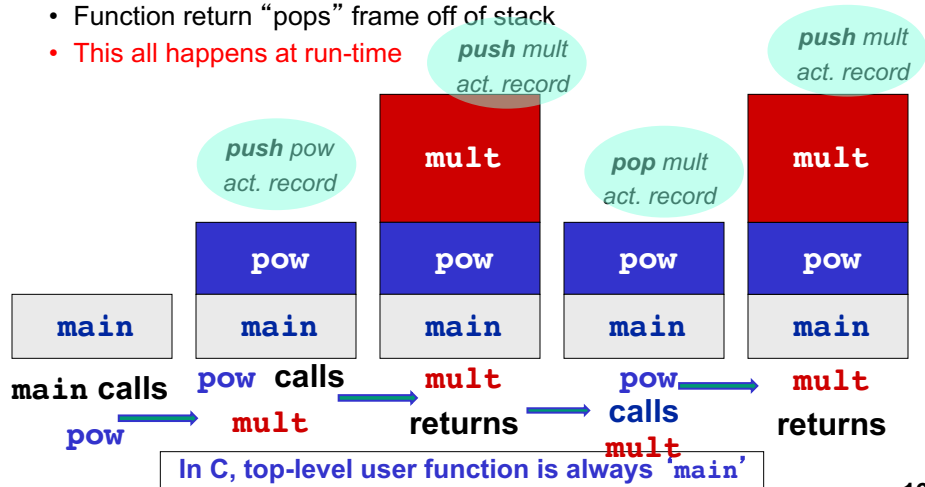 • Function return “pops” frame off of stack
• This all happens at run-time
push mult
act. record
push mult
act. record
push pow
act. record
pop mult
act. record
mult
mult
pow
pow
pow
pow
main
main
main
main
main
main calls
pow
pow calls
mult
mult
returns
pow
calls
mult
mult
returns
In C, top-level user function is always ‘main’